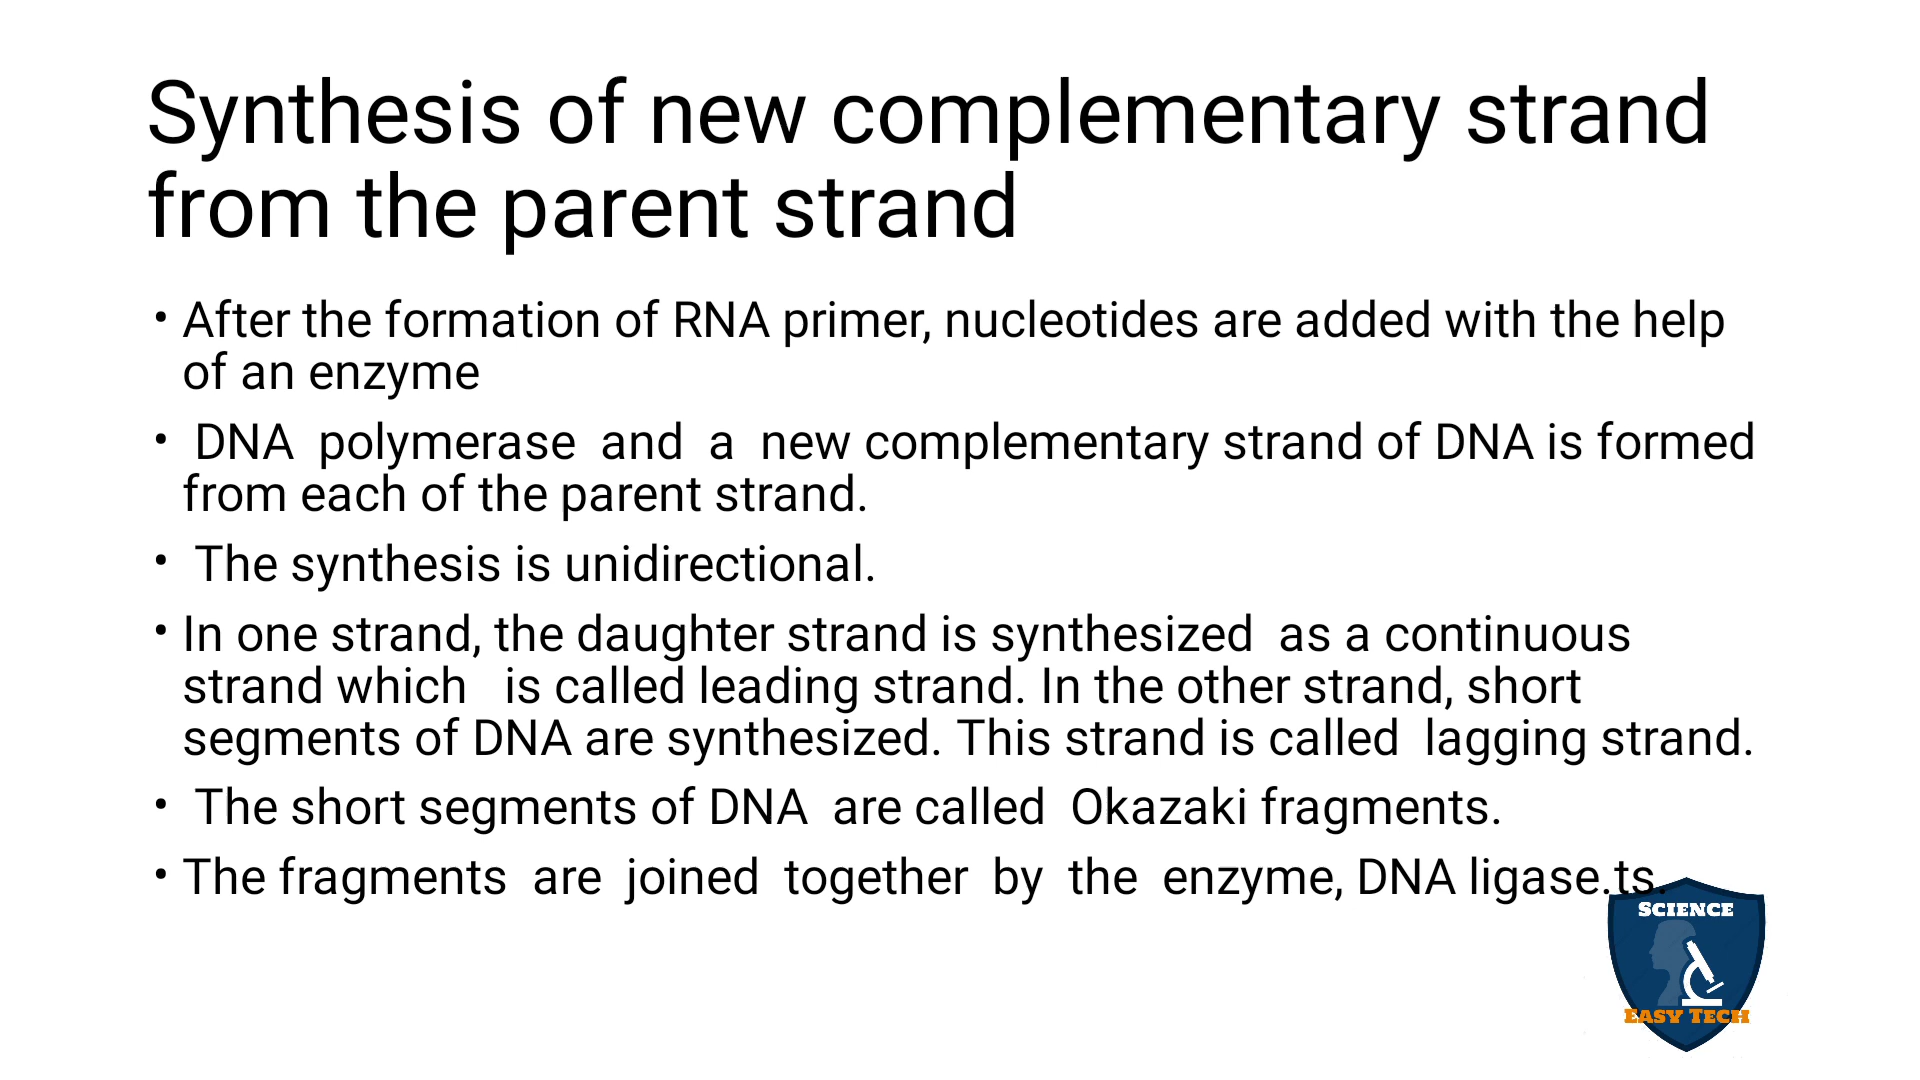 Synthesis of new complementary strand
from the parent strand
• After the formation of RNA primer, nucleotides are added with the help
of an enzyme
• DNA polymerase and a new complementary strand of DNA is formed
from each of the parent strand.
• The synthesis is unidirectional.
• In one strand, the daughter strand is synthesized as a continuous
strand which is called leading strand. In the other strand, short
segments of DNA are synthesized. This strand is called lagging strand.
• The short segments of DNA are called Okazaki fragments.
• The fragments are joined together by the enzyme, DNA ligase.ts.
SCIENCE
EASY TECH